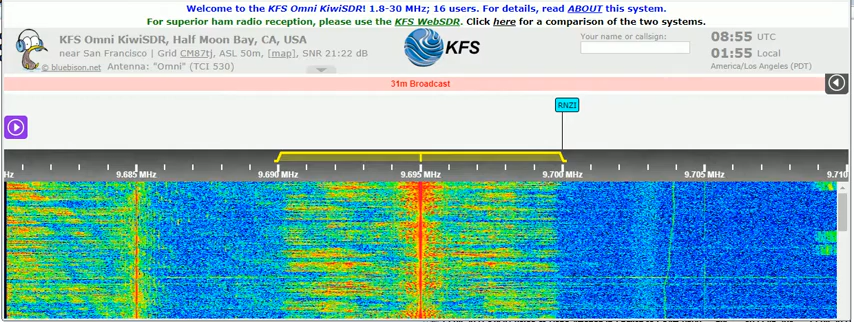 Welcome to the KFS Omni KiwiSDR! 1.8-30 MHz; 16 users. For details, read ABOUT this system.
For superior ham radio reception, please use the KFS WebSDR. Click here for a comparison of the two systems.
KFS Omni KiwiSDR, Half Moon Bay, CA, USA
near San Francisco | Grid CM87tj, ASL 50m, [map], SNR 21:22 dB
© bluebison.net Antenna: "Omni" (TCI 530)
KFS
Your name or callsign:
08:55 UTC
01:55 Local
America/Los Angeles (PDT)
31m Broadcast
RNZI
Hz 9.685 MHz 9.690 MHz 9.695 MHz 9.700 MHz 9.705 MHz 9.710